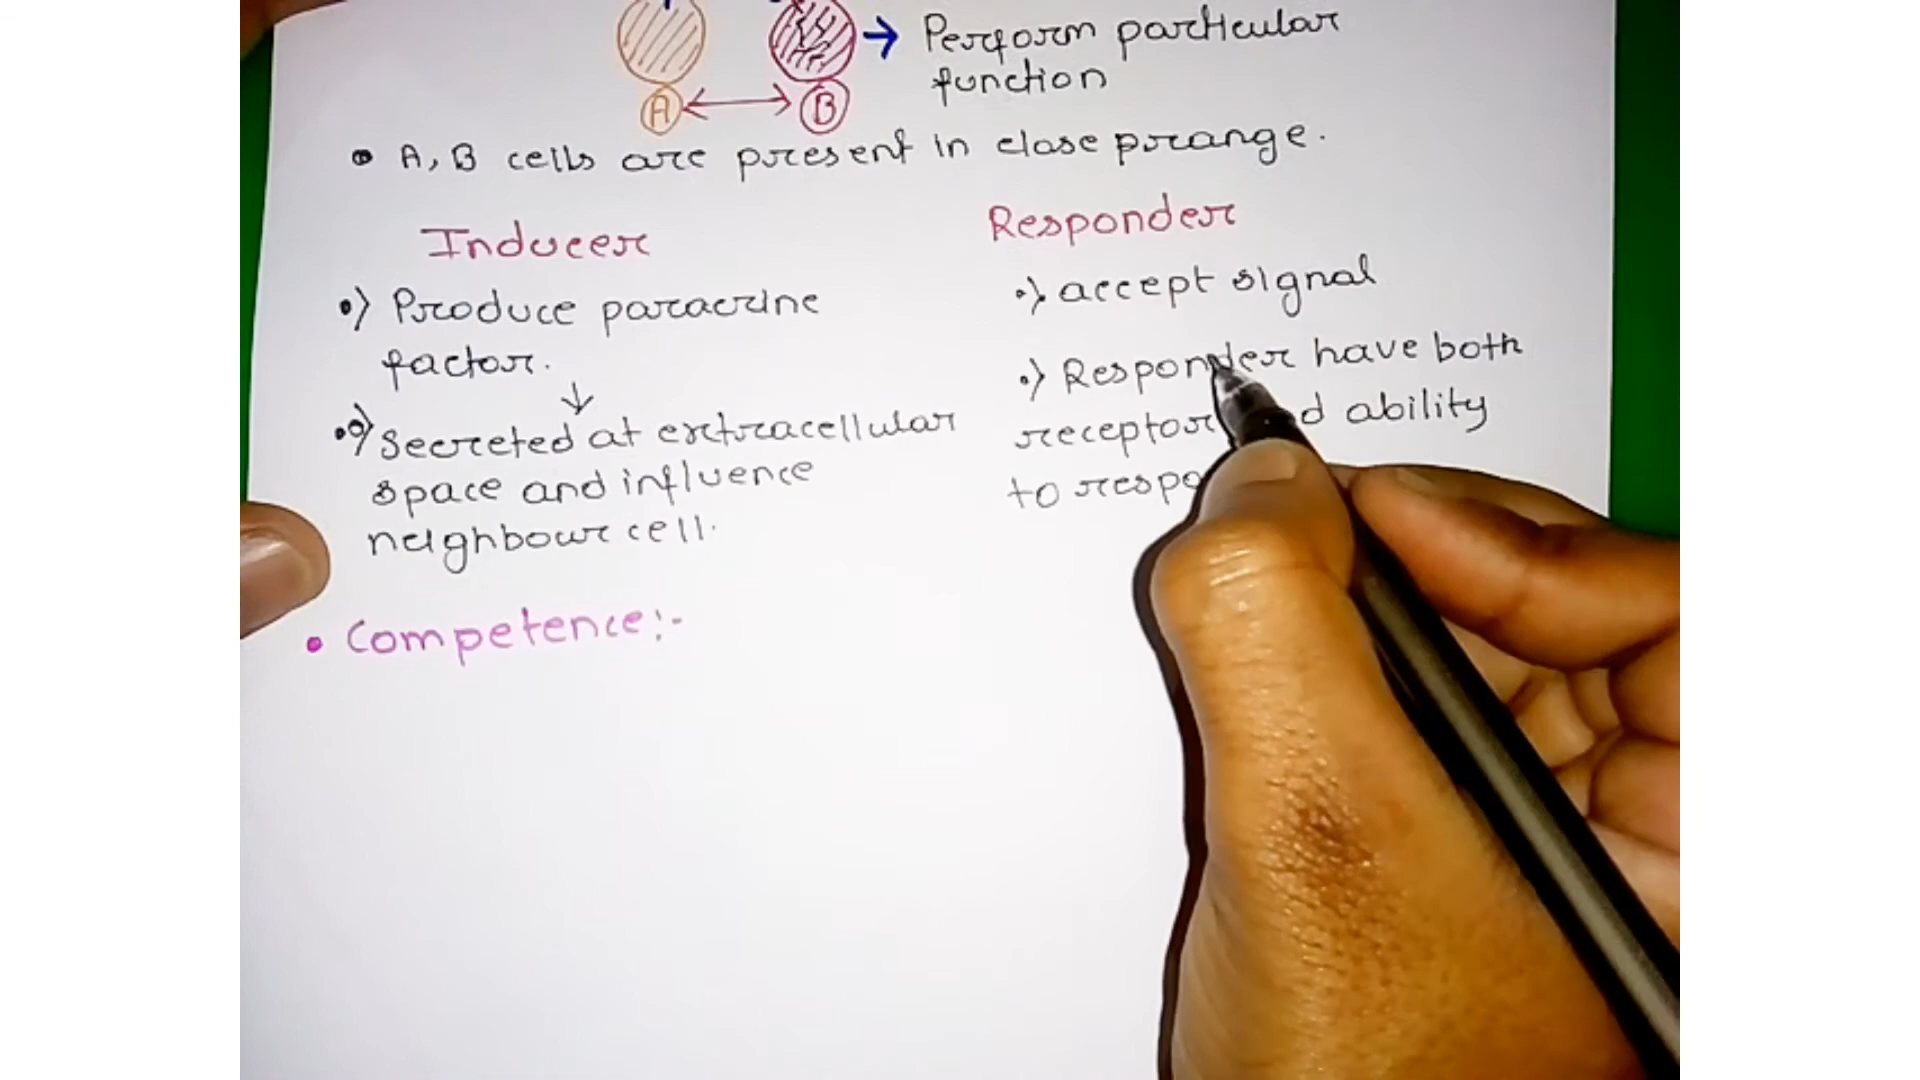 → Perform particular
function
A ↔ B
• A, B cells are present in close prange.
Inducer
Responder
•) Produce paracrine
factor.
↓
•) Secreted at extracellular
space and influence
neighbour cell.
•) accept signal
•) Responder have both
receptor ability
to
• Competence:-